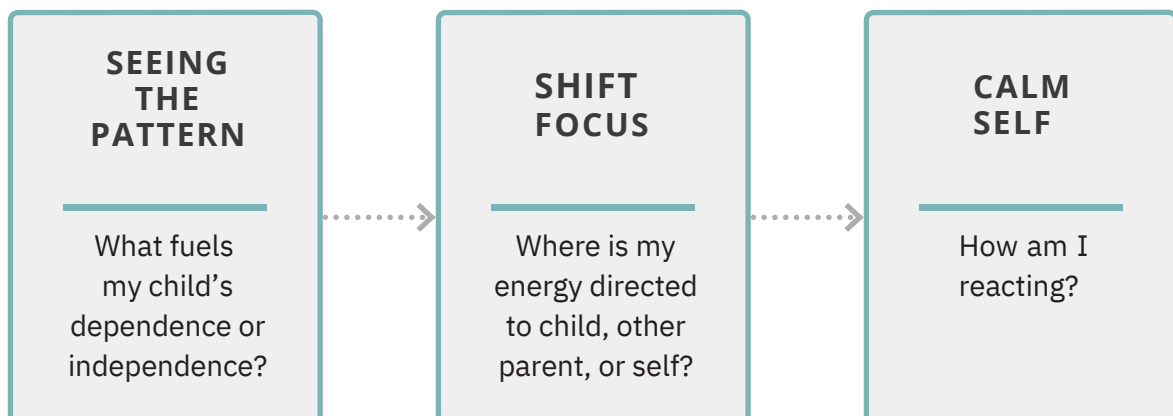 SEEING
THE
PATTERN
What fuels
my child’s
dependence or
independence?
SHIFT
FOCUS
Where is my
energy directed
to child, other
parent, or self?
CALM
SELF
How am I
reacting?